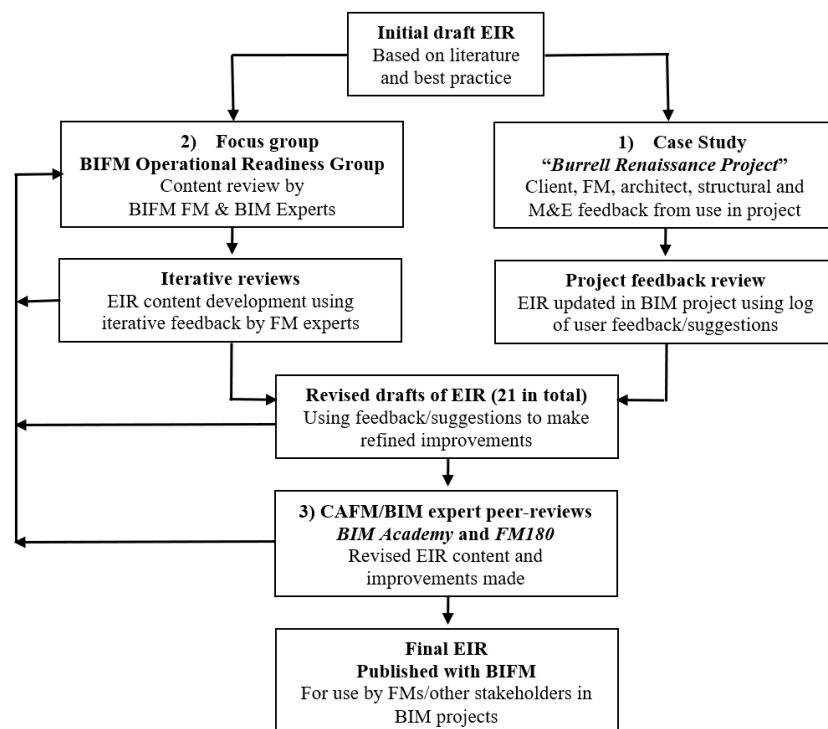 Initial draft EIR
Based on literature
and best practice
2) Focus group
BIFM Operational Readiness Group
Content review by
BIFM FM & BIM Experts
1) Case Study
“Burrell Renaissance Project”
Client, FM, architect, structural and
M&E feedback from use in project
Iterative reviews
EIR content development using
iterative feedback by FM experts
Project feedback review
EIR updated in BIM project using log
of user feedback/suggestions
Revised drafts of EIR (21 in total)
Using feedback/suggestions to make
refined improvements
3) CAFM/BIM expert peer-reviews
BIM Academy and FM180
Revised EIR content and
improvements made
Final EIR
Published with BIFM
For use by FMs/other stakeholders in
BIM projects